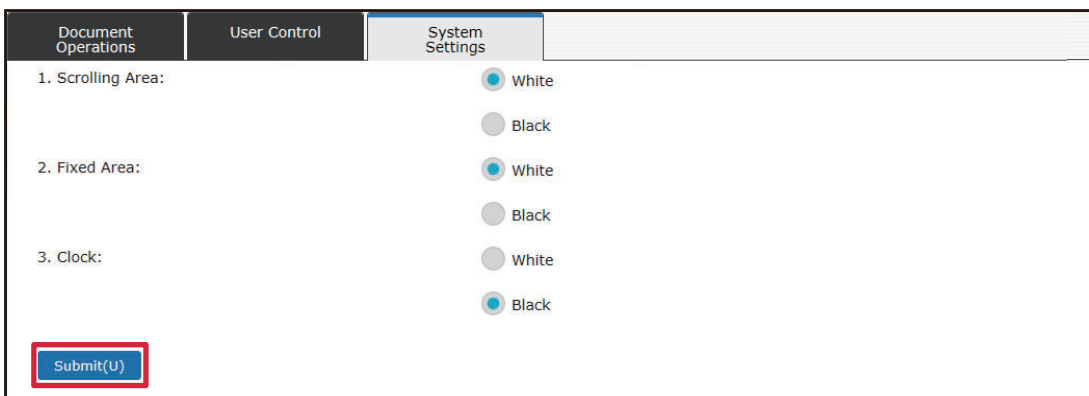 Document
Operations
User Control
System
Settings
1. Scrolling Area:
White
Black
2. Fixed Area:
White
Black
3. Clock:
White
Black
Submit(U)